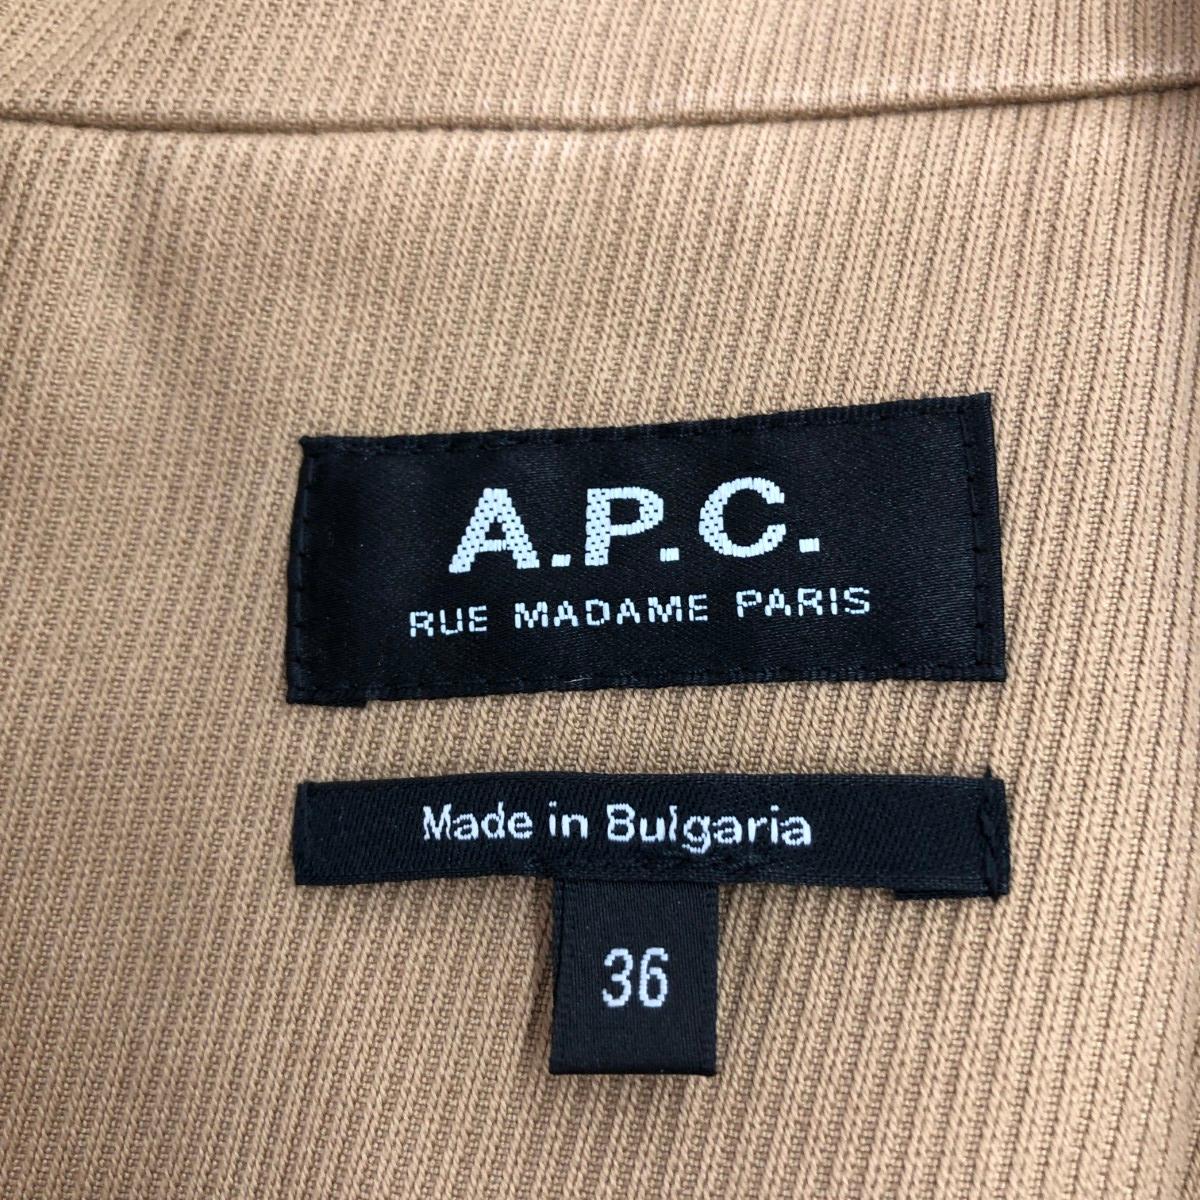 A.P.C.
RUE MADAME PARIS
Made in Bulgaria
36